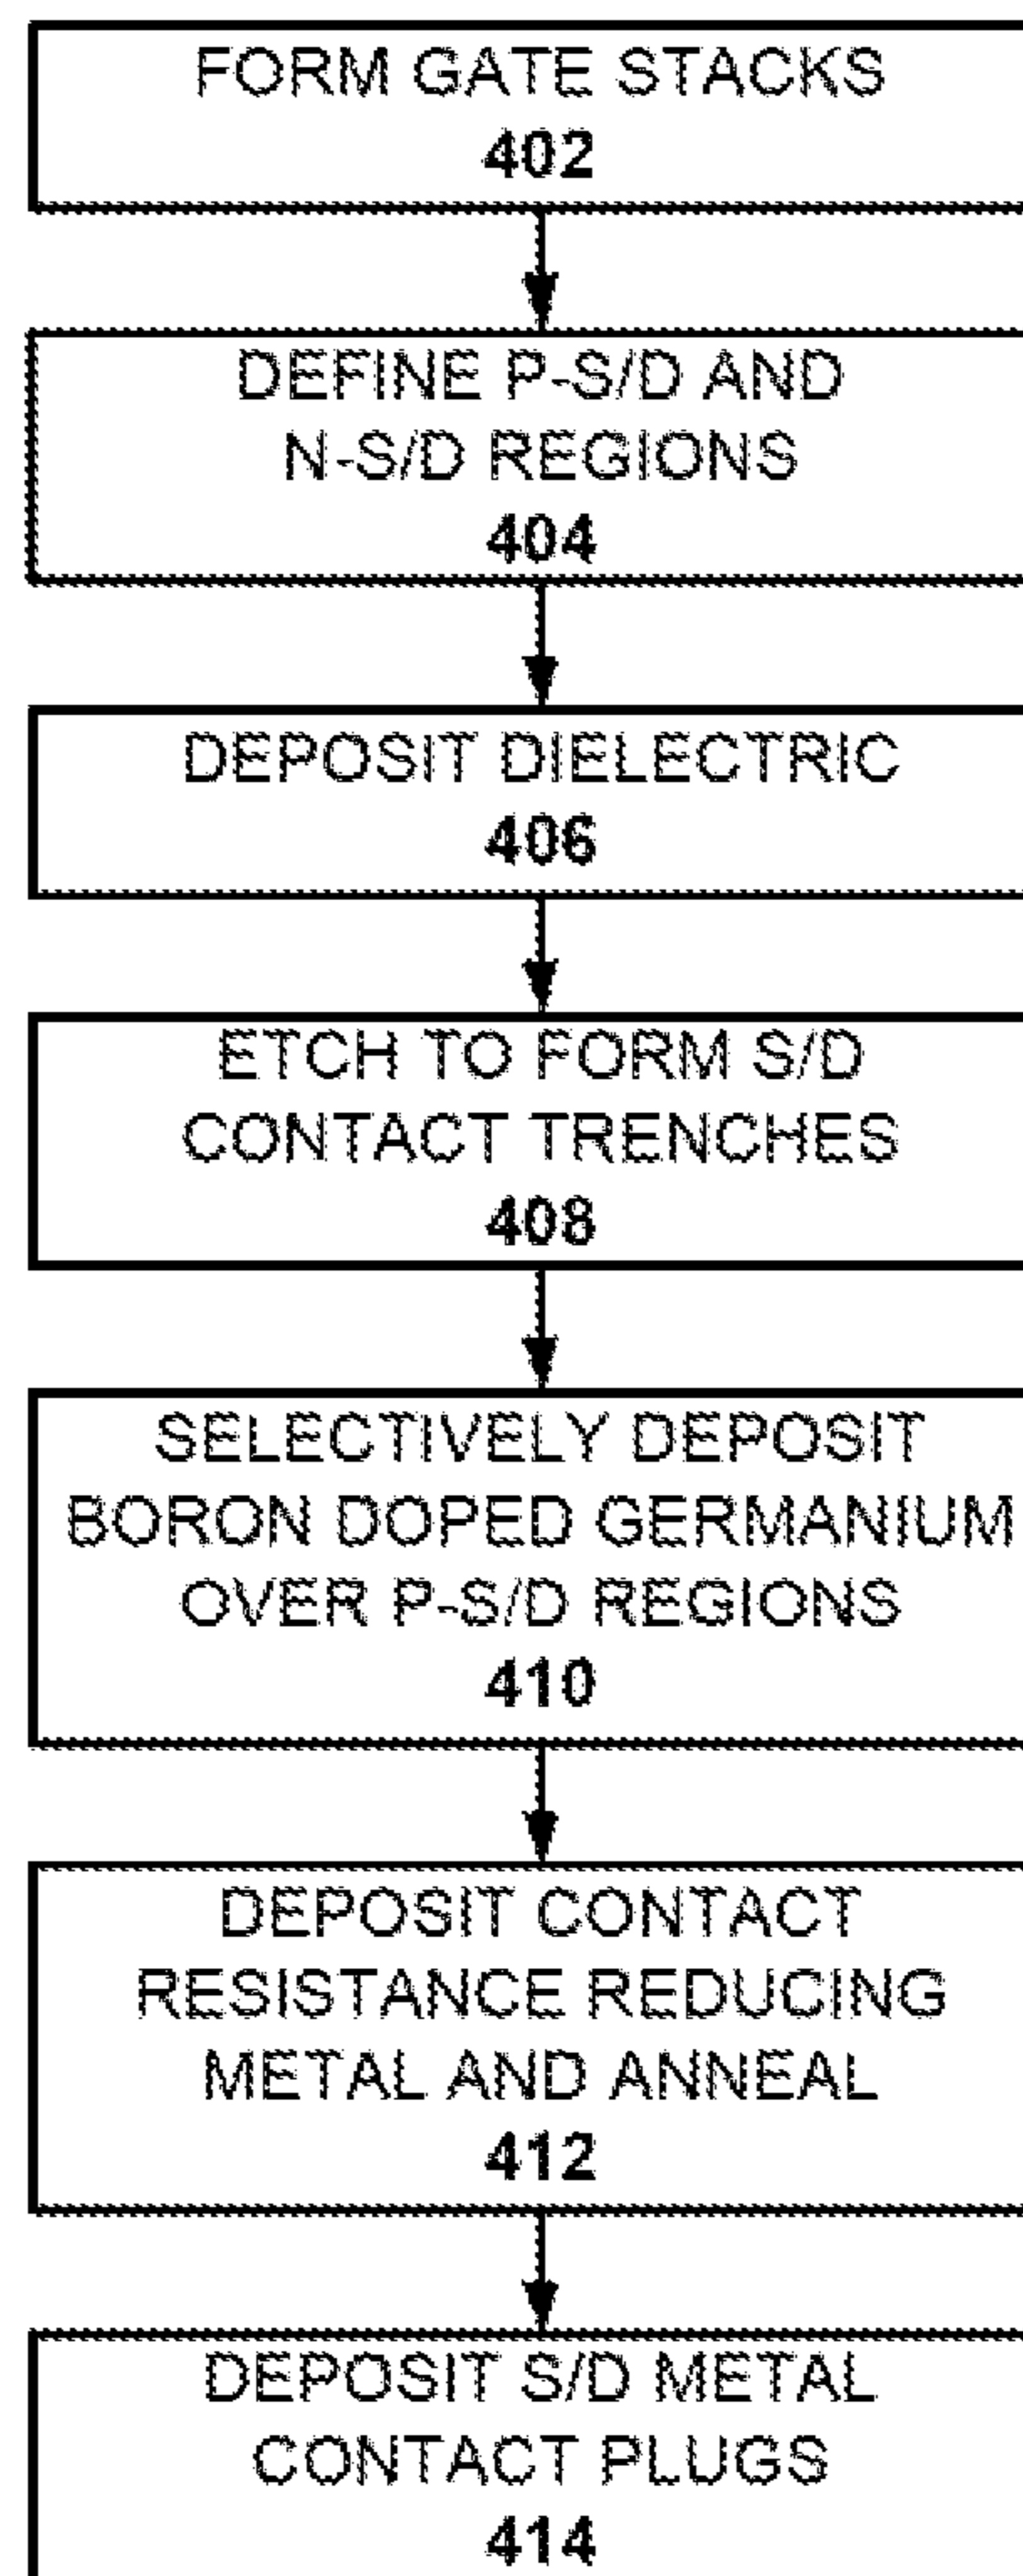 FORM GATE STACKS
402
DEFINE P-S/D AND
N-S/D REGIONS
404
DEPOSIT DIELECTRIC
406
ETCH TO FORM S/D
CONTACT TRENCHES
408
SELECTIVELY DEPOSIT
BORON DOPED GERMANIUM
OVER P-S/D REGIONS
410
DEPOSIT CONTACT
RESISTANCE REDUCING
METAL AND ANNEAL
412
DEPOSIT S/D METAL
CONTACT PLUGS
414